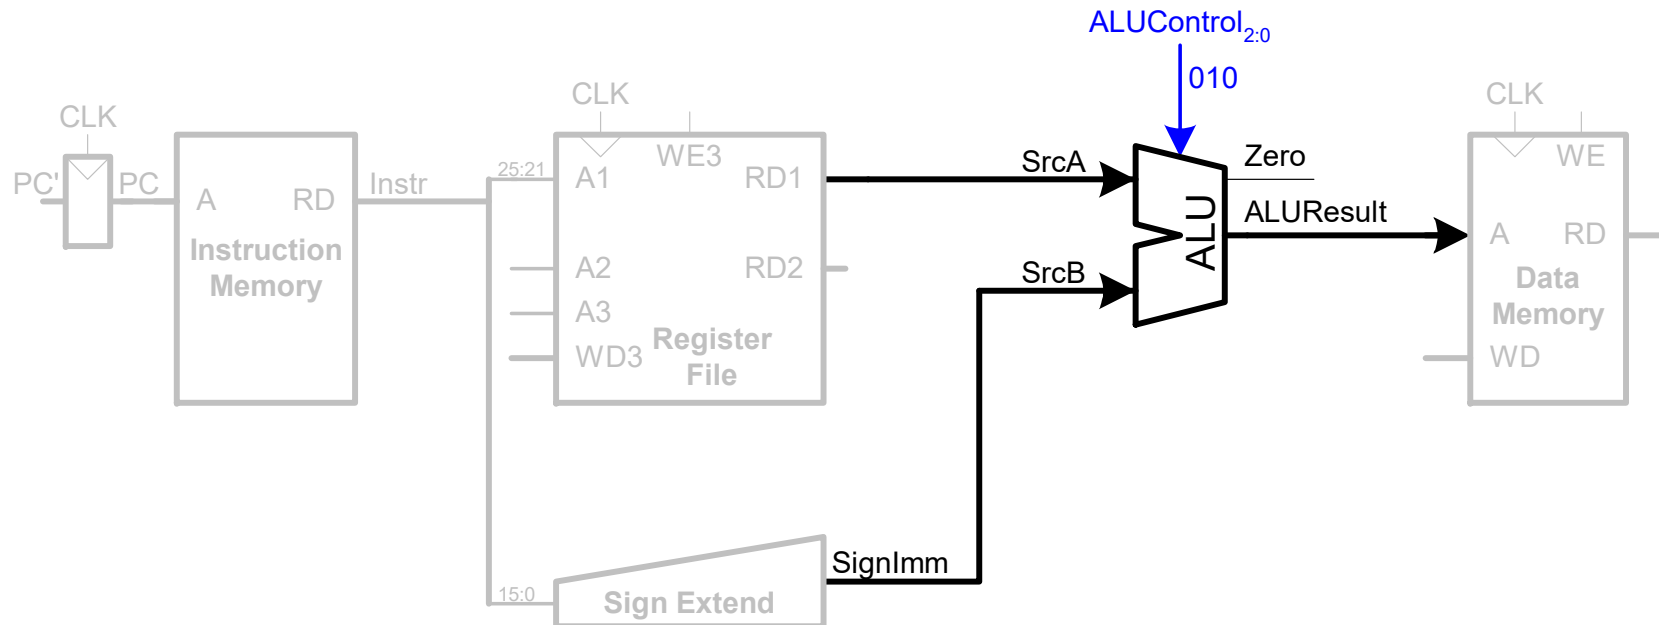 ALUControl2:0
010
CLK
CLK
CLK
PC'
PC
A
RD
Instr
Instruction
Memory
25:21
A1
WE3
RD1
A2
RD2
A3
WD3
Register
File
SrcA
SrcB
ALU
Zero
ALUResult
WE
A
RD
Data
Memory
WD
SignImm
15:0
Sign Extend